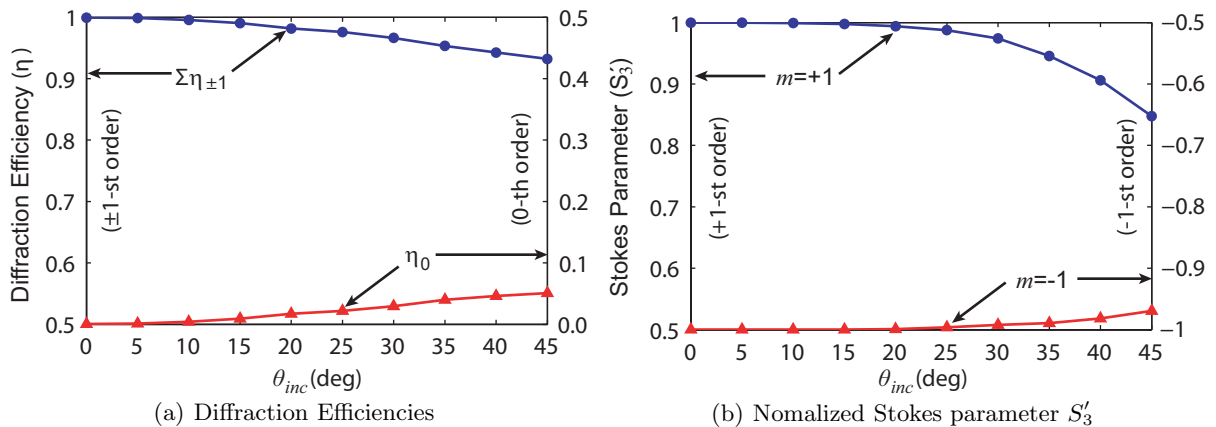 Diffraction Efficiency (η)
1
0.9
0.8
0.7
0.6
0.5
(±1-st order)
Ση±1
η0
(0-th order)
0.5
0.4
0.3
0.2
0.1
0.0
0 5 10 15 20 25 30 35 40 45
θinc(deg)
(a) Diffraction Efficiencies
Stokes Parameter (S′3)
1
0.9
0.8
0.7
0.6
0.5
(+1-st order)
m=+1
m=-1
(-1-st order)
−0.5
−0.6
−0.7
−0.8
−0.9
−1
0 5 10 15 20 25 30 35 40 45
θinc(deg)
(b) Nomalized Stokes parameter S′3